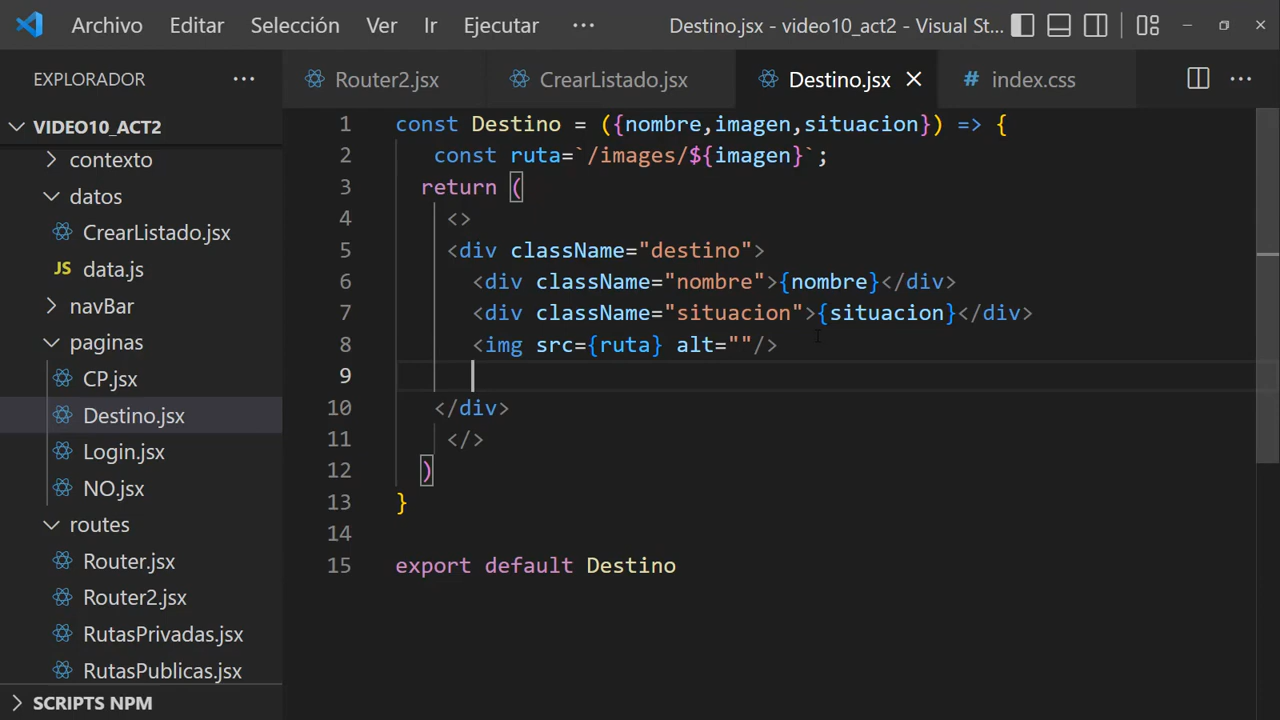 Archivo Editar Selección Ver Ir Ejecutar ··· Destino.jsx - video10_act2 - Visual St...
EXPLORADOR ···
Router2.jsx CrearListado.jsx Destino.jsx # index.css ···
VIDEO10_ACT2
contexto
datos
CrearListado.jsx
JS data.js
navBar
paginas
CP.jsx
Destino.jsx
Login.jsx
NO.jsx
routes
Router.jsx
Router2.jsx
RutasPrivadas.jsx
RutasPublicas.jsx
SCRIPTS NPM
1 const Destino = ({nombre,imagen,situacion}) => {
2 const ruta=`/images/${imagen}`;
3 return (
4 <>
5 <div className="destino">
6 <div className="nombre">{nombre}</div>
7 <div className="situacion">{situacion}</div>
8 <img src={ruta} alt=""/>
9
10 </div>
11 </>
12 )
13 }
14
15 export default Destino